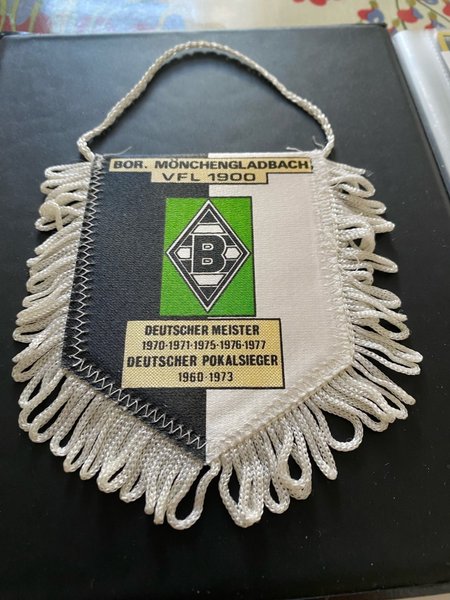 BOR. MÖNCHENGLADBACH
VFL 1900
B
DEUTSCHER MEISTER
1970-1971-1975-1976-1977
DEUTSCHER POKALSIEGER
1960-1973